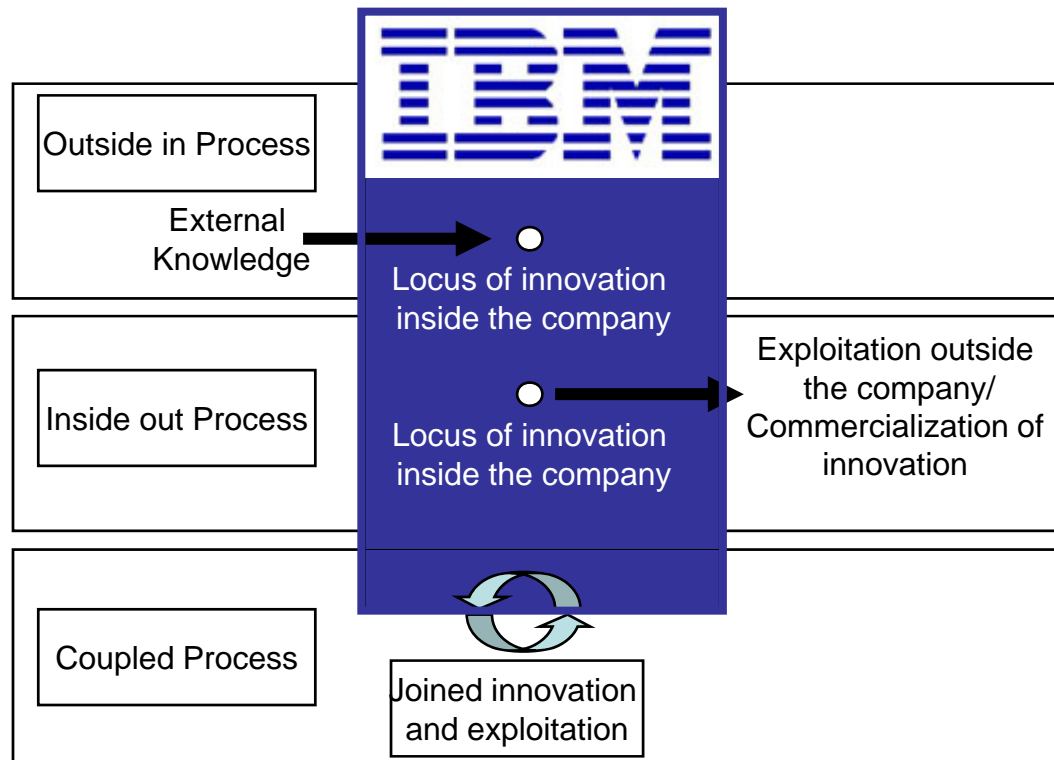 IBM
Outside in Process
External
Knowledge
Locus of innovation
inside the company
Inside out Process
Locus of innovation
inside the company
Exploitation outside
the company/
Commercialization of
innovation
Coupled Process
Joined innovation
and exploitation